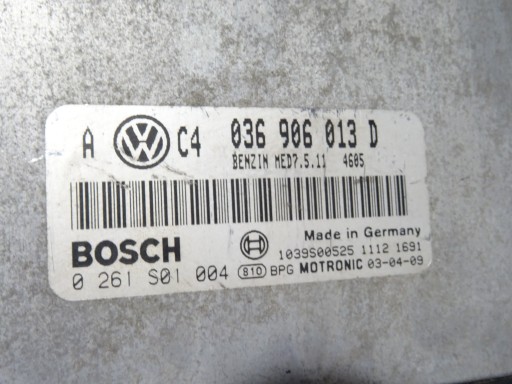 A VW C4 036 906 013 D
BENZIN MED7.5.11 4605
BOSCH
Made in Germany
1039S00525 1112 1691
0 261 S01 004 810 BPG MOTRONIC 03-04-09